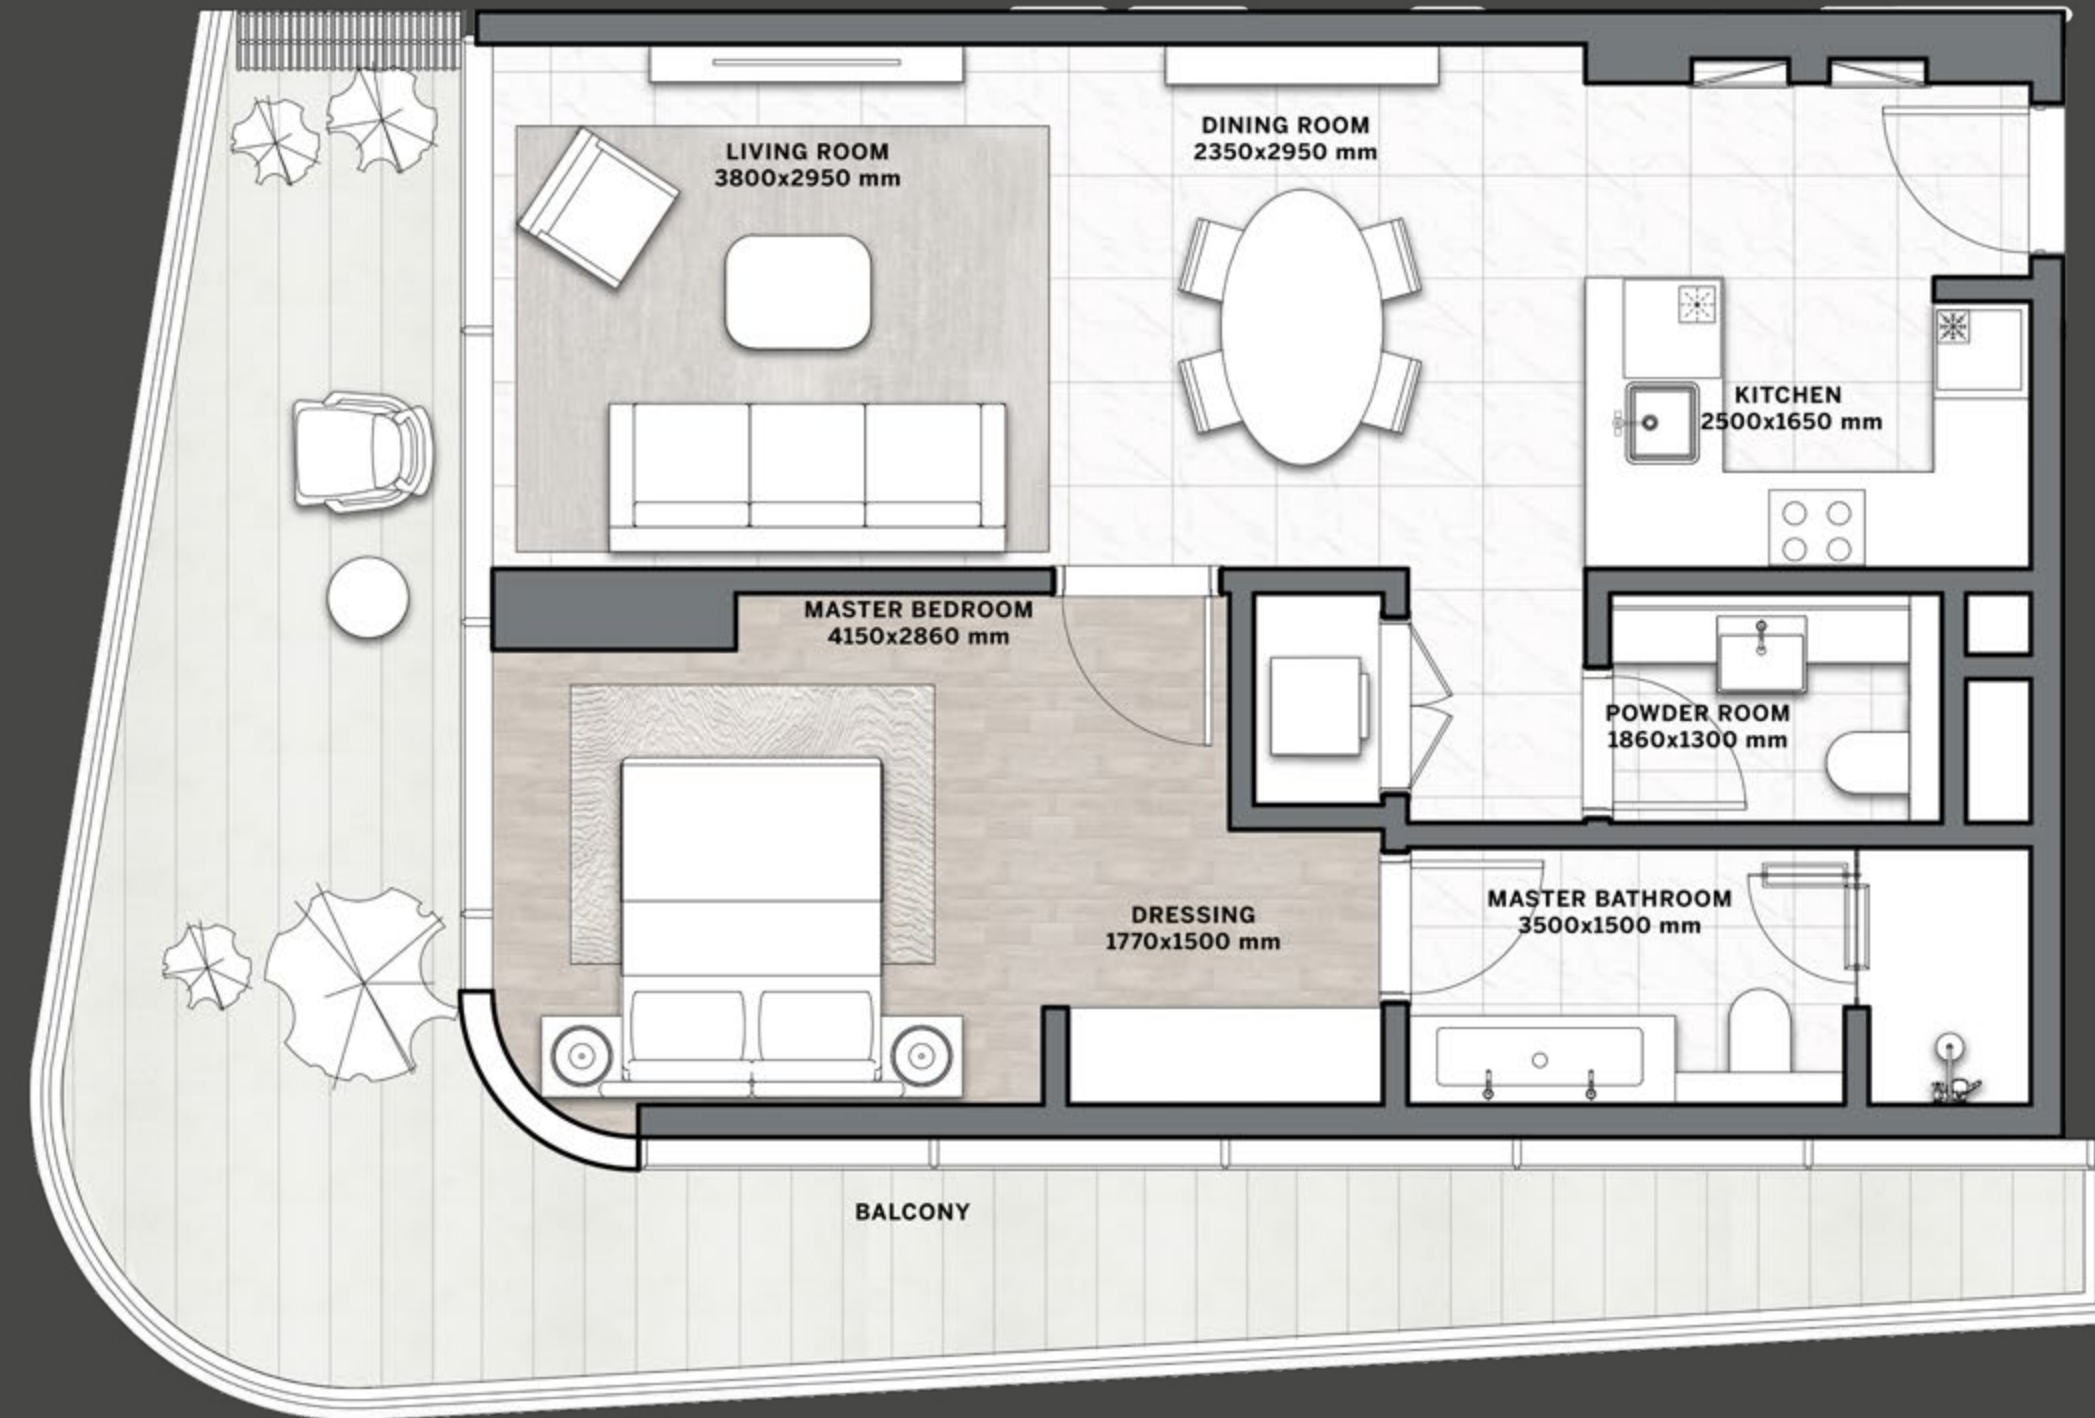 DINING ROOM
2350x2950 mm
LIVING ROOM
3800x2950 mm
KITCHEN
2500x1650 mm
MASTER BEDROOM
4150x2860 mm
POWDER ROOM
1860x1300 mm
MASTER BATHROOM
3500x1500 mm
DRESSING
1770x1500 mm
BALCONY